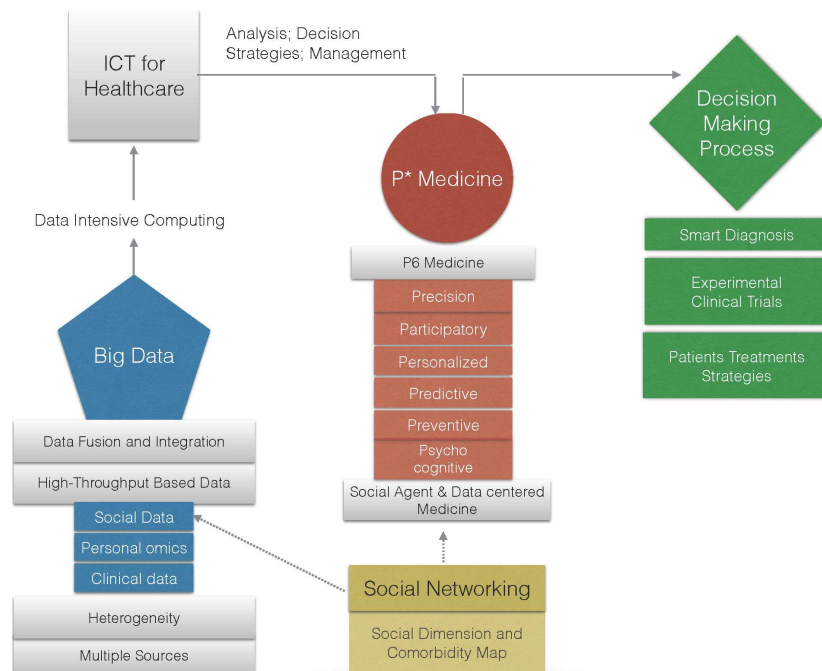 ICT for
Healthcare
Analysis; Decision
Strategies; Management
Data Intensive Computing
Big Data
Data Fusion and Integration
High-Throughput Based Data
Social Data
Personal omics
Clinical data
Heterogeneity
Multiple Sources
P* Medicine
P6 Medicine
Precision
Participatory
Personalized
Predictive
Preventive
Psycho
cognitive
Social Agent & Data centered
Medicine
Social Networking
Social Dimension and
Comorbidity Map
Decision
Making
Process
Smart Diagnosis
Experimental
Clinical Trials
Patients Treatments
Strategies